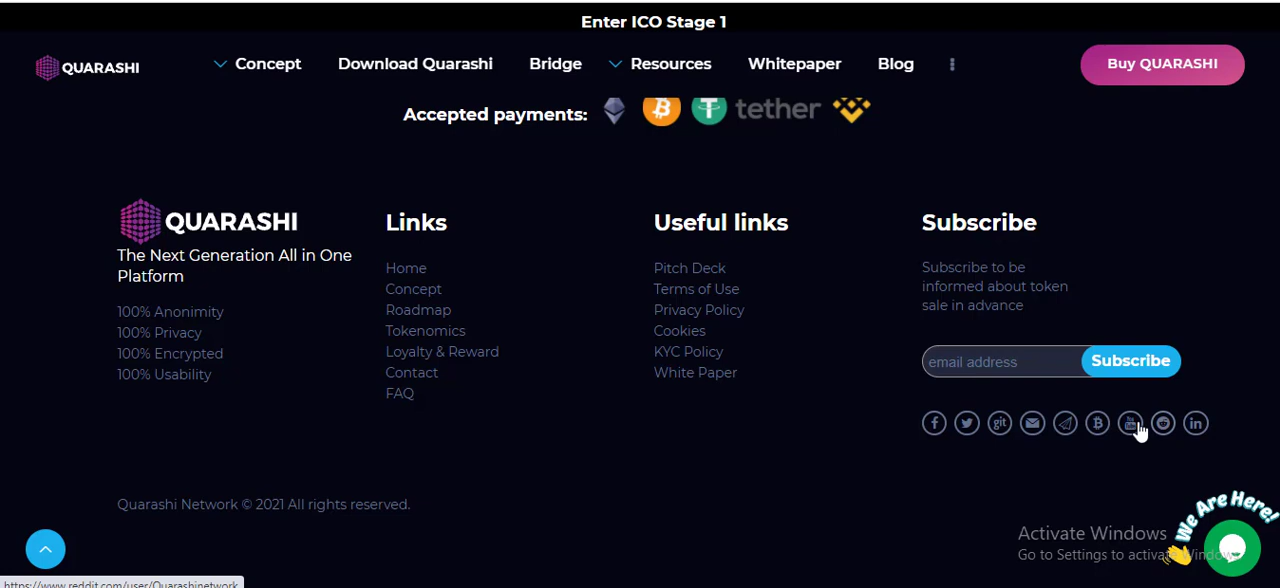 Enter ICO Stage 1
QUARASHI
Concept
Download Quarashi
Bridge
Resources
Whitepaper
Blog
Buy QUARASHI
Accepted payments:
tether
QUARASHI
The Next Generation All in One
Platform
100% Anonimity
100% Privacy
100% Encrypted
100% Usability
Links
Home
Concept
Roadmap
Tokenomics
Loyalty & Reward
Contact
FAQ
Useful links
Pitch Deck
Terms of Use
Privacy Policy
Cookies
KYC Policy
White Paper
Subscribe
Subscribe to be
informed about token
sale in advance
email address
Subscribe
git
You
in
Quarashi Network © 2021 All rights reserved.
We Are Here!
Activate Windows
Go to Settings to activate Windows.
https://www.reddit.com/user/Quarashinetwork